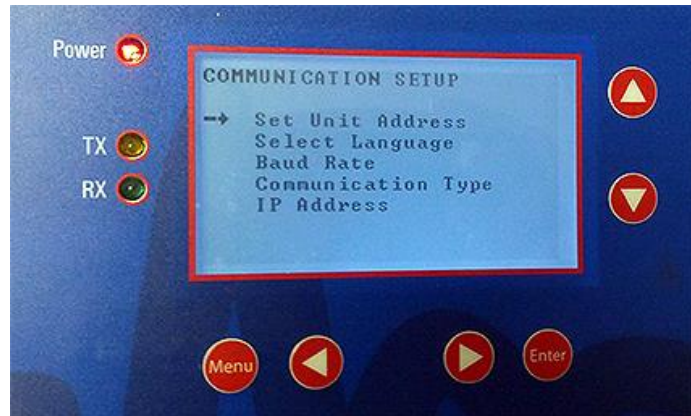 Power
COMMUNICATION SETUP
→ Set Unit Address
Select Language
TX
Baud Rate
RX
Communication Type
IP Address
Menu
Enter